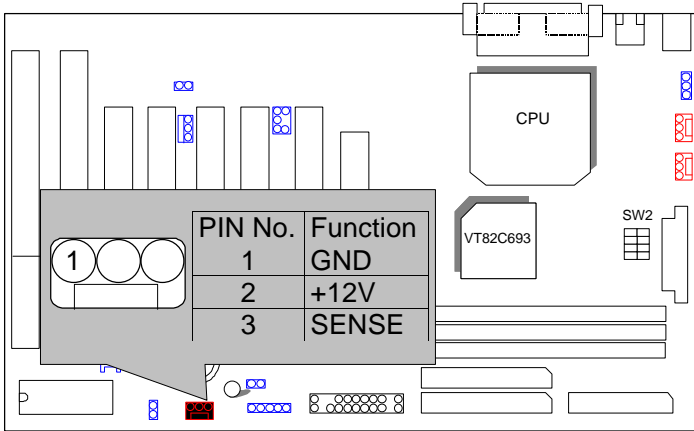 CPU
SW2
VT82C693
PIN No. Function
1
1 GND
2 +12V
3 SENSE